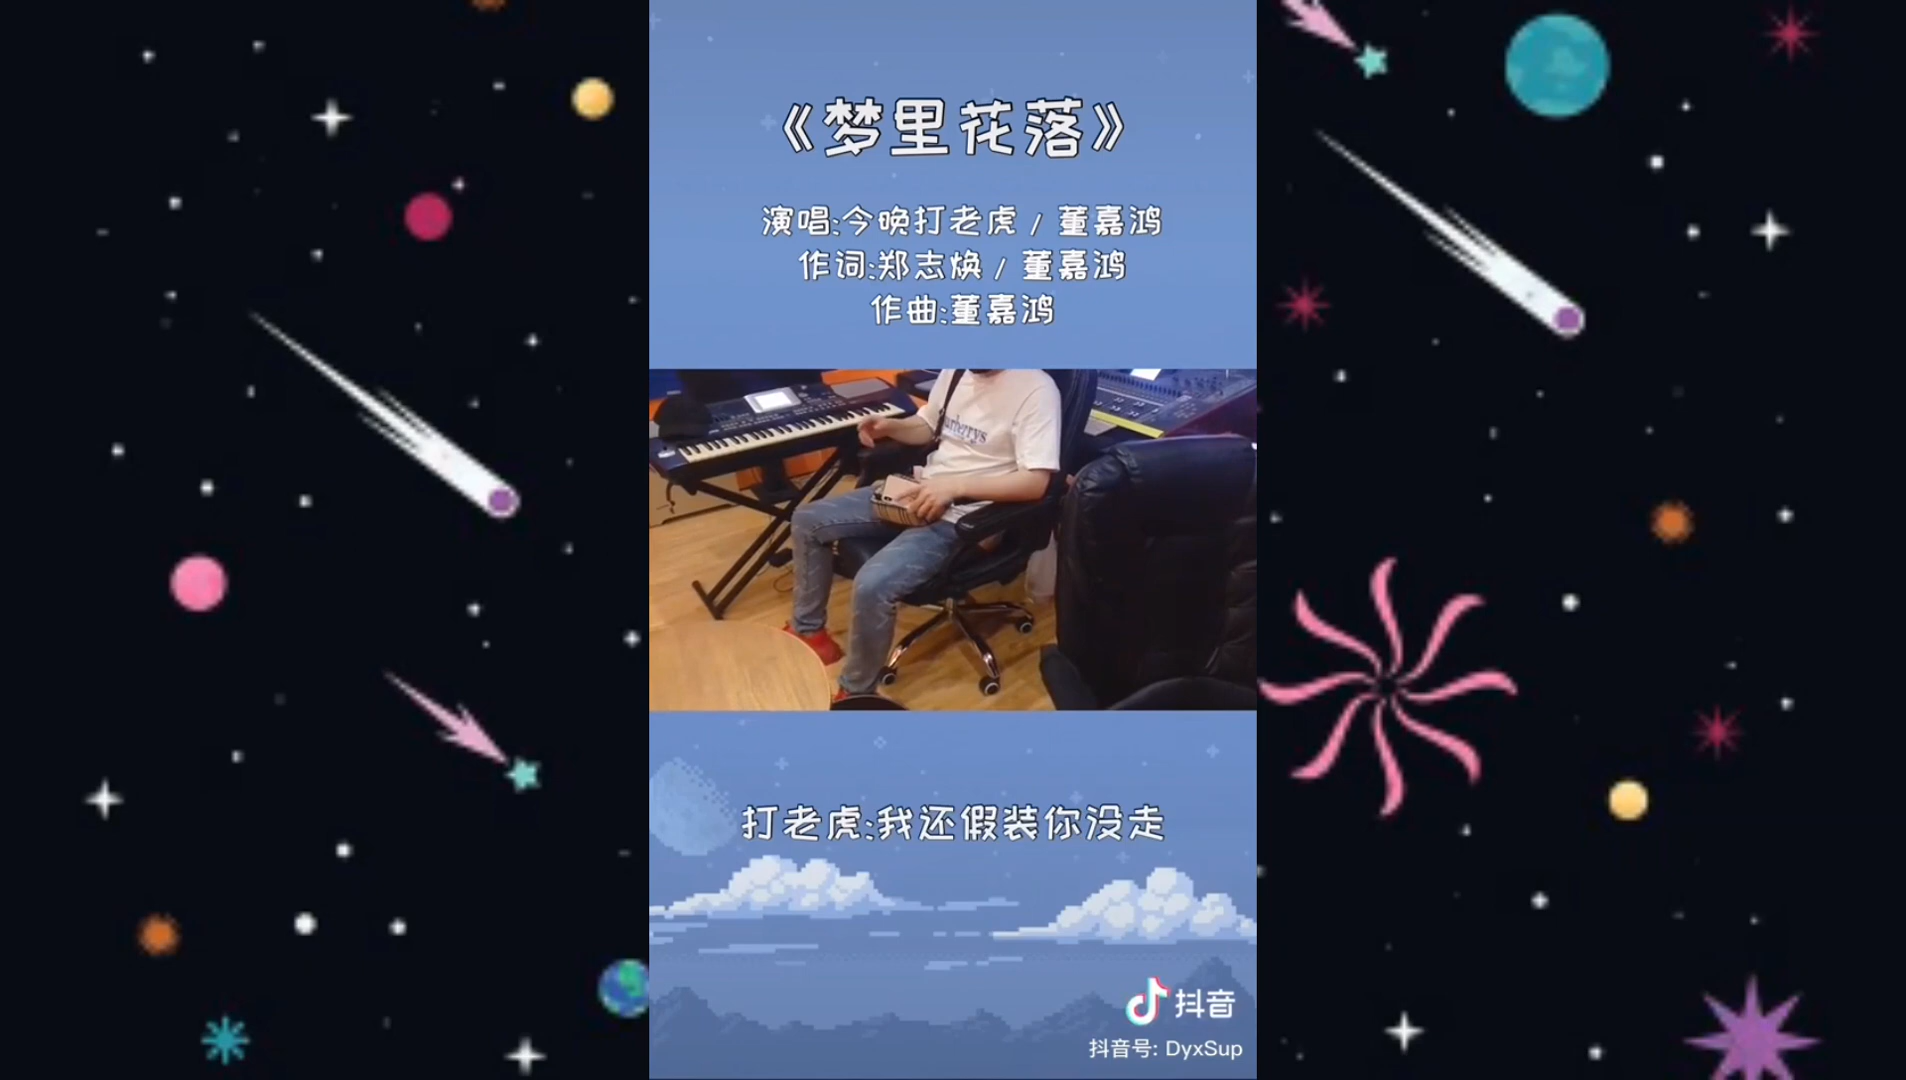 《梦里花落》
演唱:今晚打老虎 / 董嘉鸿
作词:郑志焕 / 董嘉鸿
作曲:董嘉鸿
打老虎:我还假装你没走
抖音
抖音号: DyxSup